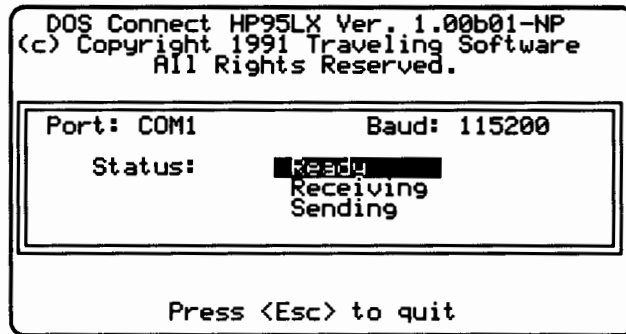 DOS Connect HP95LX Ver. 1.00b01-NP
(c) Copyright 1991 Traveling Software
All Rights Reserved.
Port: COM1 Baud: 115200
Status: Ready
Receiving
Sending
Press <Esc> to quit